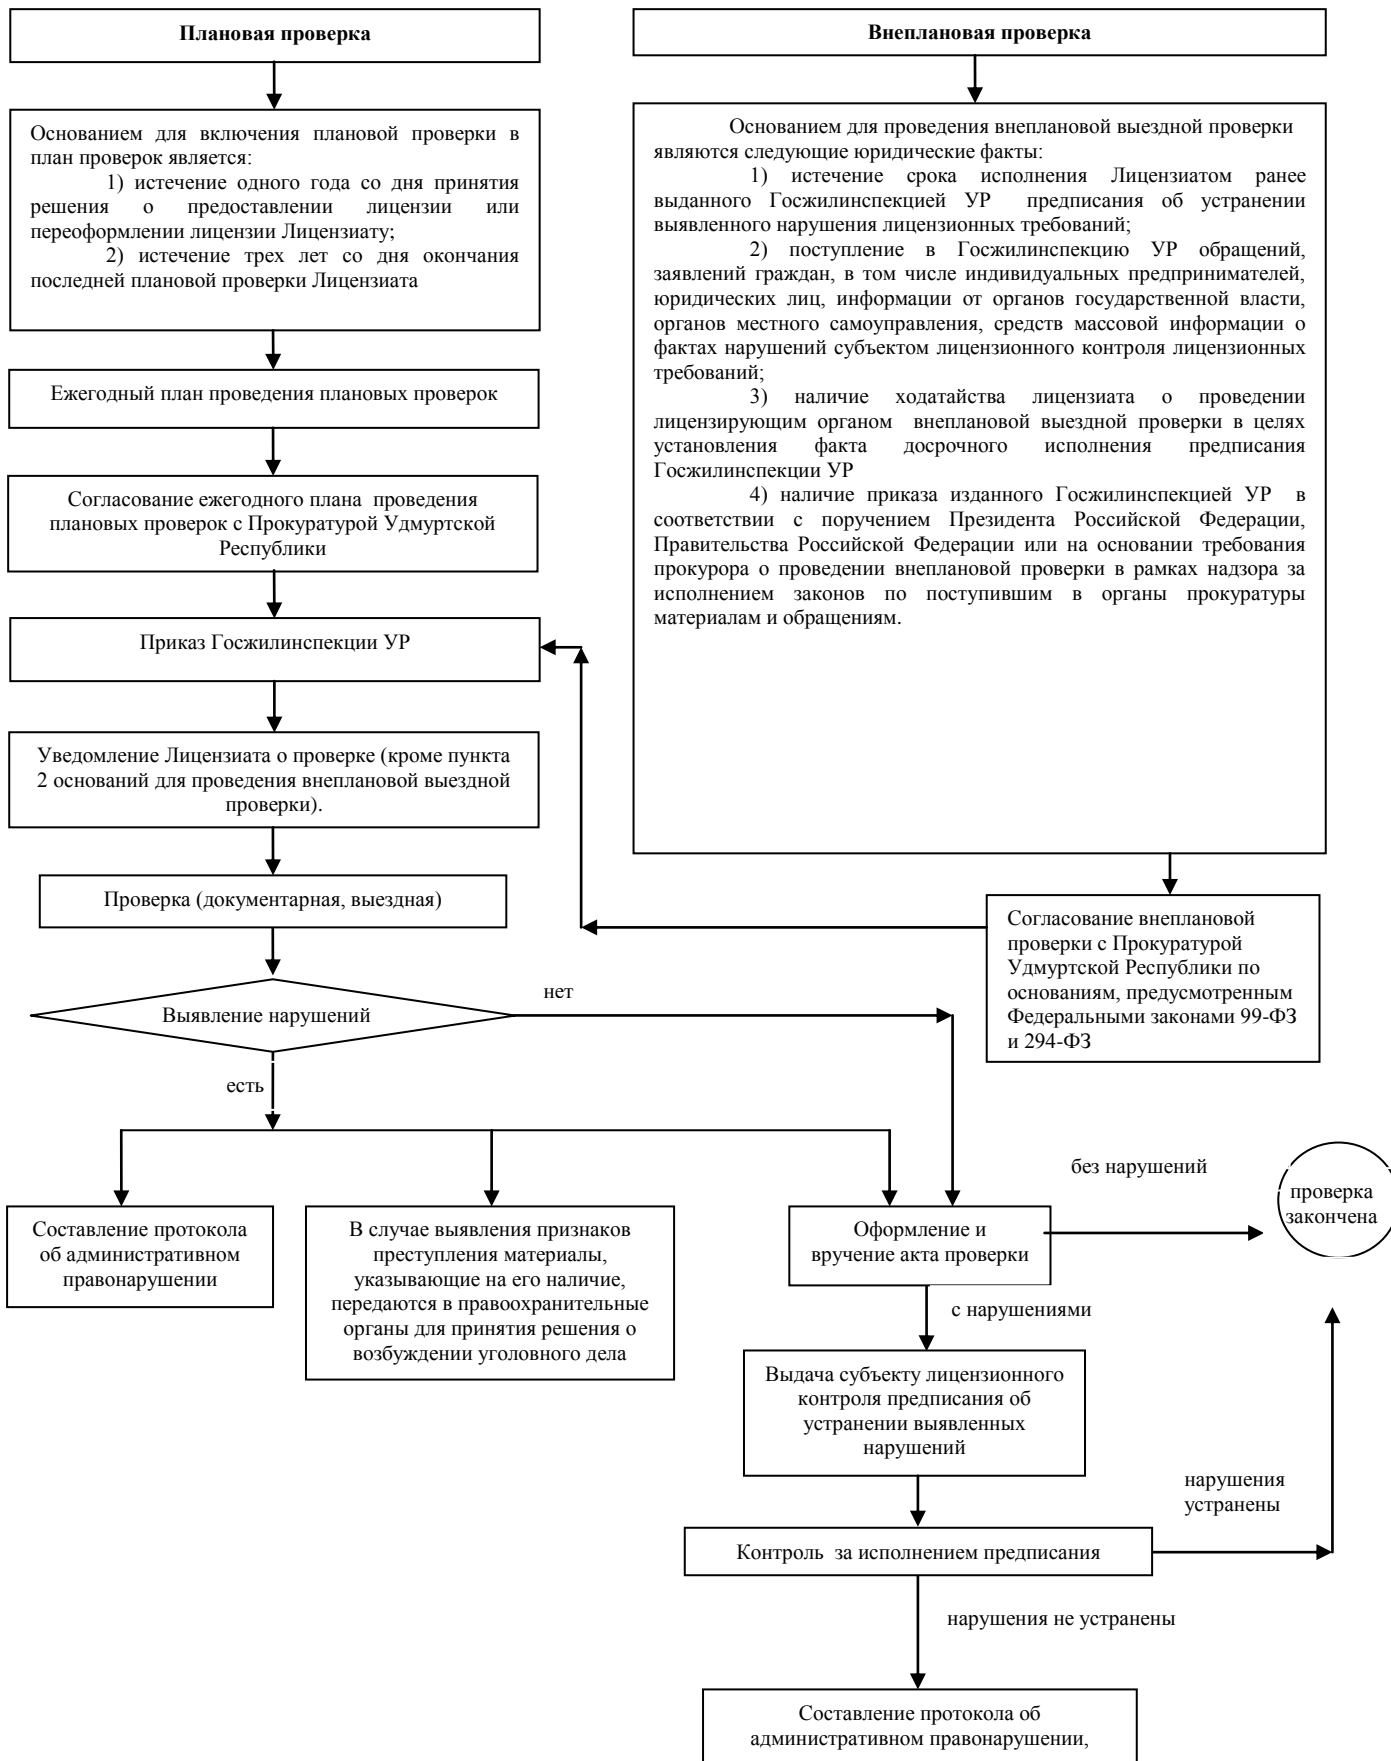 Плановая проверка
Основанием для включения плановой проверки в
план проверок является:
1) истечение одного года со дня принятия
решения о предоставлении лицензии или
переоформлении лицензии Лицензиату;
2) истечение трех лет со дня окончания
последней плановой проверки Лицензиата
Ежегодный план проведения плановых проверок
Согласование ежегодного плана проведения
плановых проверок с Прокуратурой Удмуртской
Республики
Приказ Госжилинспекции УР
Уведомление Лицензиата о проверке (кроме пункта
2 оснований для проведения внеплановой выездной
проверки).
Проверка (документарная, выездная)
Внеплановая проверка
Основанием для проведения внеплановой выездной проверки
являются следующие юридические факты:
1) истечение срока исполнения Лицензиатом ранее
выданного Госжилинспекцией УР предписания об устранении
выявленного нарушения лицензионных требований;
2) поступление в Госжилинспекцию УР обращений,
заявлений граждан, в том числе индивидуальных предпринимателей,
юридических лиц, информации от органов государственной власти,
органов местного самоуправления, средств массовой информации о
фактах нарушений субъектом лицензионного контроля лицензионных
требований;
3) наличие ходатайства лицензиата о проведении
лицензирующим органом внеплановой выездной проверки в целях
установления факта досрочного исполнения предписания
Госжилинспекции УР
4) наличие приказа изданного Госжилинспекцией УР в
соответствии с поручением Президента Российской Федерации,
Правительства Российской Федерации или на основании требования
прокурора о проведении внеплановой проверки в рамках надзора за
исполнением законов по поступившим в органы прокуратуры
материалам и обращениям.
Согласование внеплановой
проверки с Прокуратурой
Удмуртской Республики по
основаниям, предусмотренным
Федеральными законами 99-ФЗ
и 294-ФЗ
Выявление нарушений
нет
есть
Составление протокола
об административном
правонарушении
В случае выявления признаков
преступления материалы,
указывающие на его наличие,
передаются в правоохранительные
органы для принятия решения о
возбуждении уголовного дела
Оформление и
вручение акта проверки
без нарушений
проверка
закончена
с нарушениями
Выдача субъекту лицензионного
контроля предписания об
устранении выявленных
нарушений
нарушения
устранены
Контроль за исполнением предписания
нарушения не устранены
Составление протокола об
административном правонарушении,